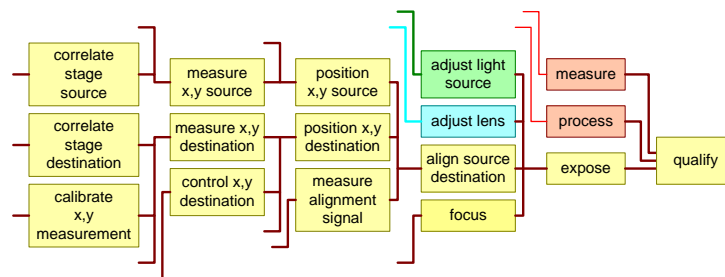 correlate
stage
source
correlate
stage
destination
calibrate
x,y
measurement
measure
x,y source
measure x,y
destination
control x,y
destination
position
x,y source
position x,y
destination
measure
alignment
signal
adjust light
source
adjust lens
align source
destination
focus
measure
process
expose
qualify